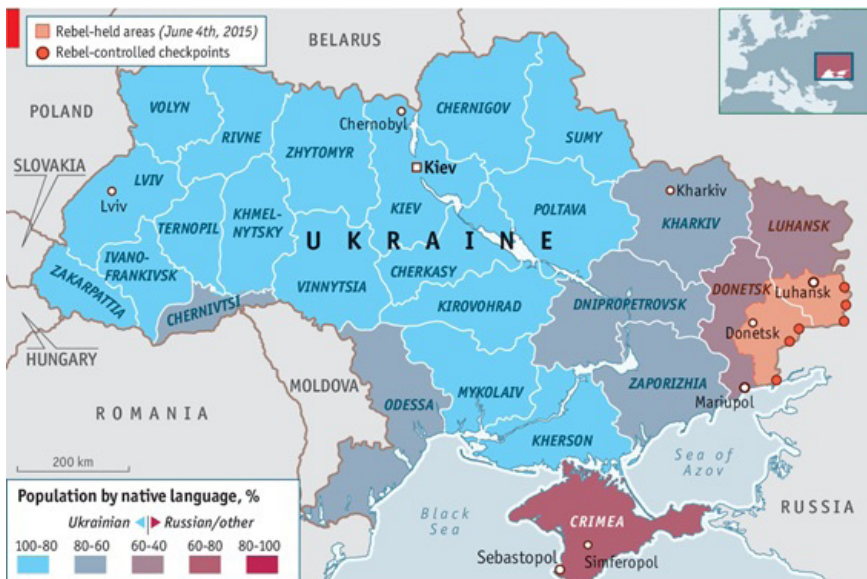 Rebel-held areas (June 4th, 2015)
Rebel-controlled checkpoints
BELARUS
POLAND
SLOVAKIA
HUNGARY
ROMANIA
MOLDOVA
RUSSIA
VOLYN
RIVNE
ZHYTOMYR
Chernobyl
CHERNIGOV
SUMY
Kiev
LVIV
Lviv
TERNOPIL
KHMEL-
NYTSKY
KIEV
POLTAVA
Kharkiv
KHARKIV
LUHANSK
UKRAINE
IVANO-
FRANKIVSK
ZAKARPATTIA
CHERNIVTSI
VINNYTSIA
CHERKASY
KIROVOHRAD
DNIPROPETROVSK
DONETSK
Luhansk
Donetsk
ODESSA
MYKOLAIV
ZAPORIZHIA
Mariupol
KHERSON
Sea of
Azov
Black
Sea
CRIMEA
Sebastopol
Simferopol
200 km
Population by native language, %
Ukrainian Russian/other
100-80 80-60 60-40 60-80 80-100